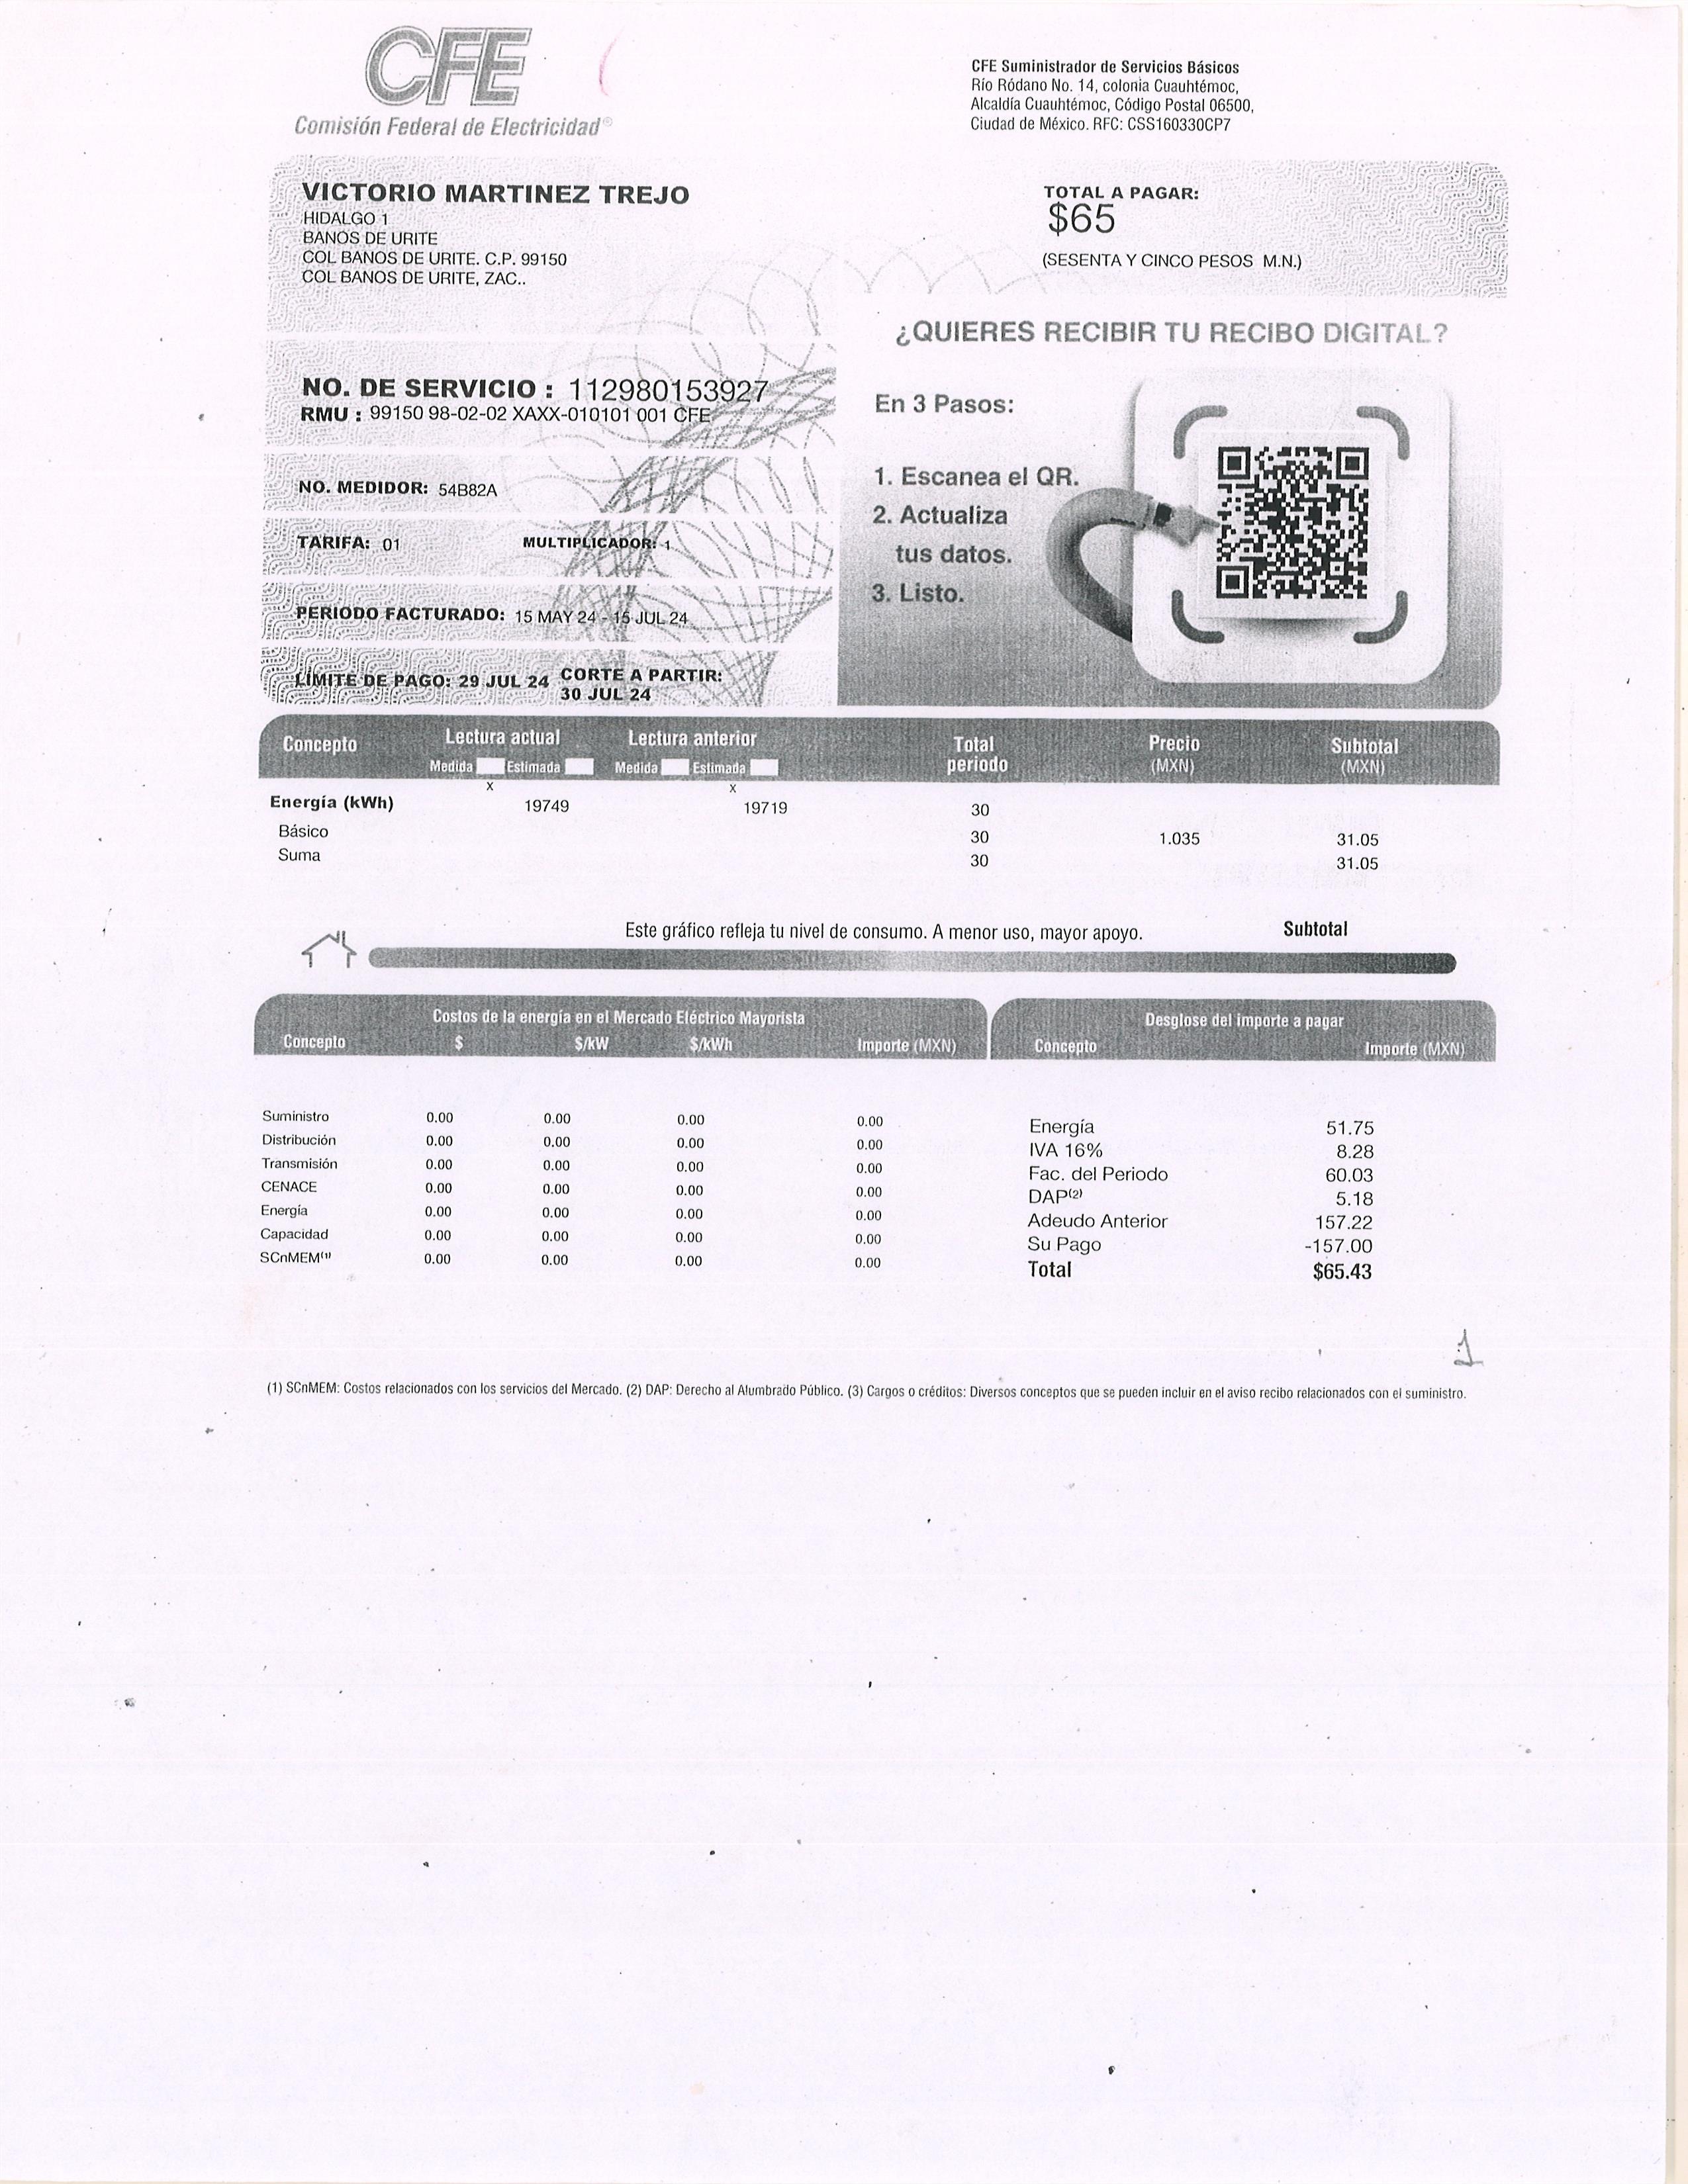 CFE
Comisión Federal de Electricidad®
CFE Suministrador de Servicios Básicos
Río Ródano No. 14, colonia Cuauhtémoc,
Alcaldía Cuauhtémoc, Código Postal 06500,
Ciudad de México. RFC: CSS160330CP7
VICTORIO MARTINEZ TREJO
HIDALGO 1
BANOS DE URITE
COL BANOS DE URITE. C.P. 99150
COL BANOS DE URITE, ZAC..
TOTAL A PAGAR:
$65
(SESENTA Y CINCO PESOS M.N.)
NO. DE SERVICIO : 112980153927
RMU : 99150 98-02-02 XAXX-010101 001 CFE
NO. MEDIDOR: 54B82A
TARIFA: 01 MULTIPLICADOR: 1
PERIODO FACTURADO: 15 MAY 24 - 15 JUL 24
LÍMITE DE PAGO: 29 JUL 24 CORTE A PARTIR:
30 JUL 24
¿QUIERES RECIBIR TU RECIBO DIGITAL?
En 3 Pasos:
1. Escanea el QR.
2. Actualiza
tus datos.
3. Listo.
Concepto Lectura actual Lectura anterior Total periodo Precio (MXN) Subtotal (MXN)
Medida Estimada Medida Estimada
x x
Energía (kWh) 19749 19719 30
Básico 30 1.035 31.05
Suma 30 31.05
Este gráfico refleja tu nivel de consumo. A menor uso, mayor apoyo. Subtotal
Costos de la energía en el Mercado Eléctrico Mayorista
Concepto $ $/kW $/kWh Importe (MXN)
Suministro 0.00 0.00 0.00 0.00
Distribución 0.00 0.00 0.00 0.00
Transmisión 0.00 0.00 0.00 0.00
CENACE 0.00 0.00 0.00 0.00
Energía 0.00 0.00 0.00 0.00
Capacidad 0.00 0.00 0.00 0.00
SCnMEM(1) 0.00 0.00 0.00 0.00
Desglose del importe a pagar
Concepto Importe (MXN)
Energía 51.75
IVA 16% 8.28
Fac. del Periodo 60.03
DAP(2) 5.18
Adeudo Anterior 157.22
Su Pago -157.00
Total $65.43
1
(1) SCnMEM: Costos relacionados con los servicios del Mercado. (2) DAP: Derecho al Alumbrado Público. (3) Cargos o créditos: Diversos conceptos que se pueden incluir en el aviso recibo relacionados con el suministro.